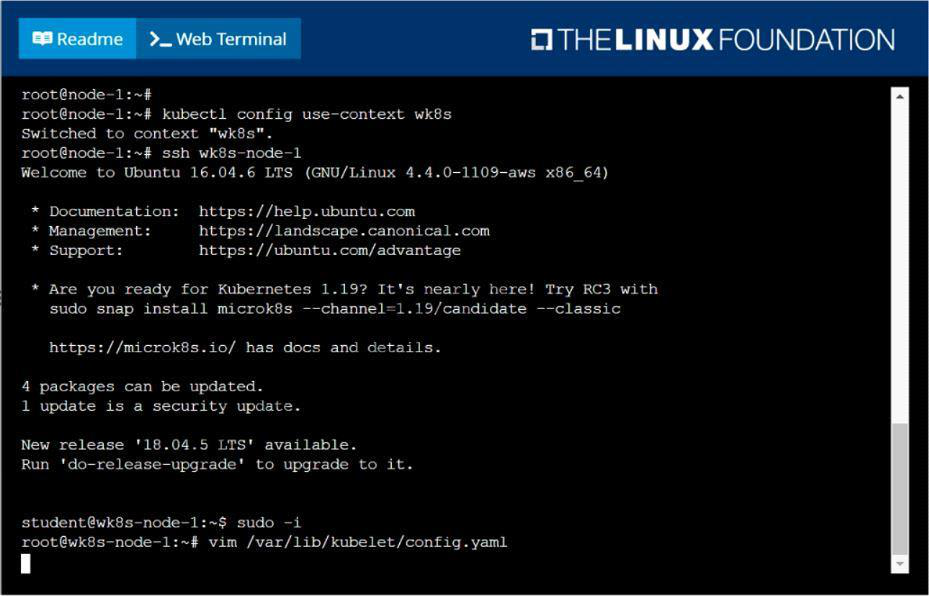 Readme
Web Terminal
THE LINUX FOUNDATION
root@node-1:~#
root@node-1:~# kubectl config use-context wk8s
Switched to context "wk8s".
root@node-1:~# ssh wk8s-node-1
Welcome to Ubuntu 16.04.6 LTS (GNU/Linux 4.4.0-1109-aws x86_64)
* Documentation:  https://help.ubuntu.com
* Management:     https://landscape.canonical.com
* Support:        https://ubuntu.com/advantage
* Are you ready for Kubernetes 1.19? It's nearly here! Try RC3 with
sudo snap install microk8s --channel=1.19/candidate --classic
https://microk8s.io/ has docs and details.
4 packages can be updated.
1 update is a security update.
New release '18.04.5 LTS' available.
Run 'do-release-upgrade' to upgrade to it.
student@wk8s-node-1:~$ sudo -i
root@wk8s-node-1:~# vim /var/lib/kubelet/config.yaml